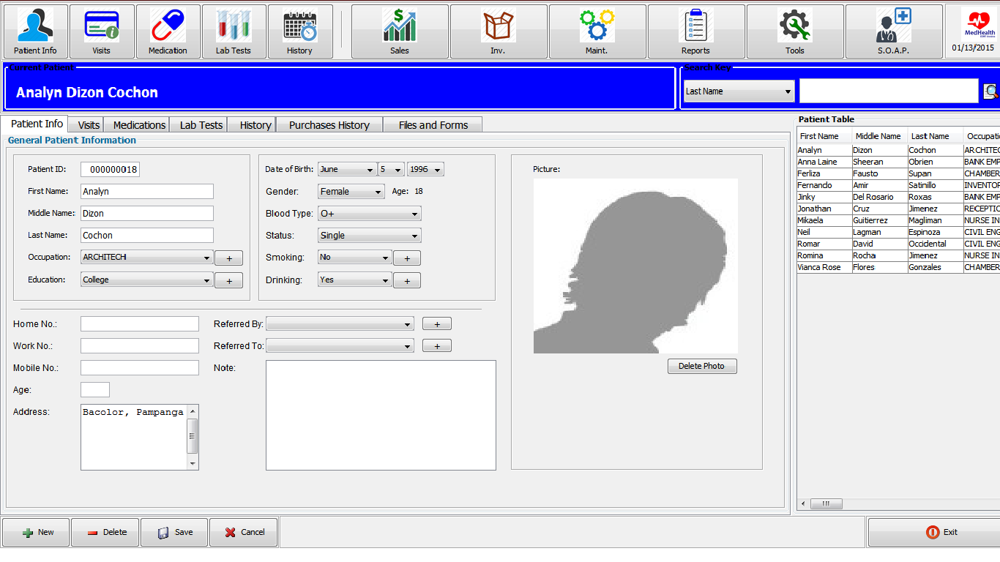 Patient Info Visits Medication Lab Tests History Sales Inv. Maint. Reports Tools S.O.A.P.
MedHealth
01/13/2015
Current Patient
Analyn Dizon Cochon
Search Key
Last Name
Patient Info Visits Medications Lab Tests History Purchases History Files and Forms
General Patient Information
Patient ID: 000000018
First Name: Analyn
Middle Name: Dizon
Last Name: Cochon
Occupation: ARCHITECH +
Education: College +
Date of Birth: June 5 1996
Gender: Female Age: 18
Blood Type: O+
Status: Single
Smoking: No +
Drinking: Yes +
Picture:
Delete Photo
Home No.:
Work No.:
Mobile No.:
Age:
Address: Bacolor, Pampanga
Referred By: +
Referred To: +
Note:
Patient Table
First Name Middle Name Last Name Occupati
Analyn Dizon Cochon ARCHITEC
Anna Laine Sheeran Obrien BANK EMP
Ferliza Fausto Supan CHAMBER
Fernando Amir Satinillo INVENTOR
Jinky Del Rosario Roxas BANK EMP
Jonathan Cruz Jimenez RECEPTIC
Mikaela Guitierrez Magliman NURSE IN
Neil Lagman Espinoza CIVIL ENG
Romar David Occidental CIVIL ENG
Romina Rocha Jimenez NURSE IN
Vianca Rose Flores Gonzales CHAMBER
New Delete Save Cancel Exit